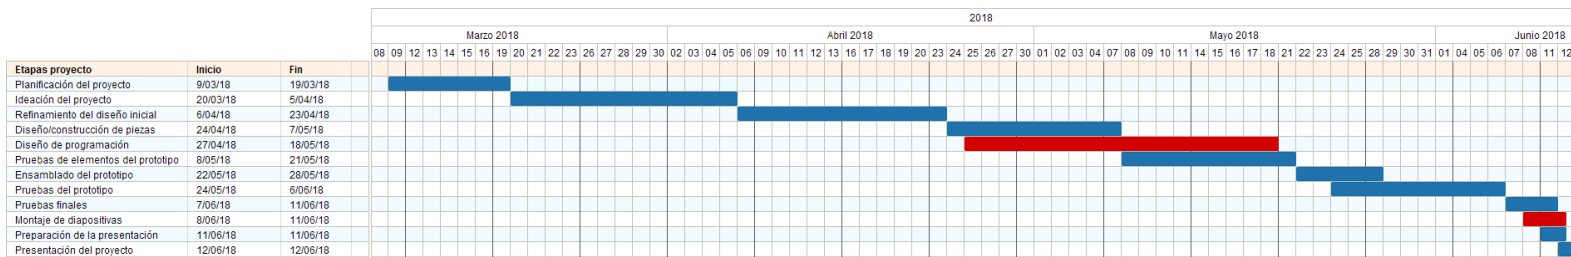 2018
Marzo 2018 Abril 2018 Mayo 2018 Junio 2018
08 09 12 13 14 15 16 19 20 21 22 23 26 27 28 29 30 02 03 04 05 06 09 10 11 12 13 16 17 18 19 20 23 24 25 26 27 30 01 02 03 04 07 08 09 10 11 14 15 16 17 18 21 22 23 24 25 28 29 30 31 01 04 05 06 07 08 11 12
Etapas proyecto Inicio Fin
Planificación del proyecto 9/03/18 19/03/18
Ideación del proyecto 20/03/18 5/04/18
Refinamiento del diseño inicial 6/04/18 23/04/18
Diseño/construcción de piezas 24/04/18 7/05/18
Diseño de programación 27/04/18 18/05/18
Pruebas de elementos del prototipo 8/05/18 21/05/18
Ensamblado del prototipo 22/05/18 28/05/18
Pruebas del prototipo 24/05/18 6/06/18
Pruebas finales 7/06/18 11/06/18
Montaje de diapositivas 8/06/18 11/06/18
Preparación de la presentación 11/06/18 11/06/18
Presentación del proyecto 12/06/18 12/06/18